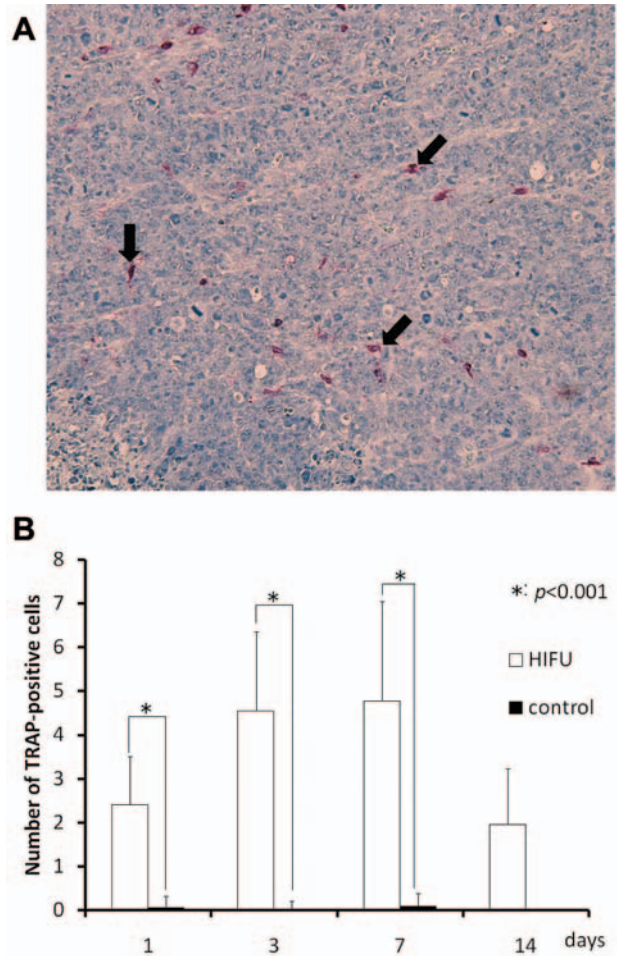 A
B
Number of TRAP-positive cells
8
7
6
5
4
3
2
1
0
*
*
*
*: p<0.001
HIFU
control
1 3 7 14 days